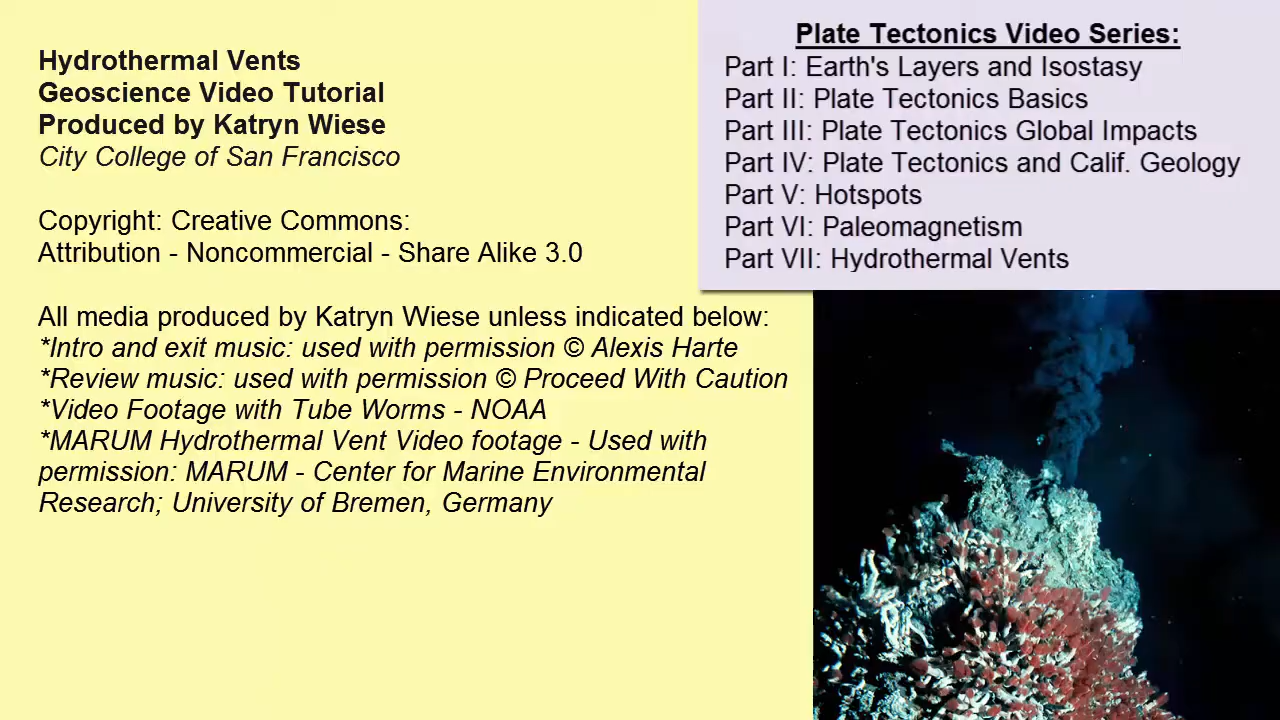 Hydrothermal Vents
Geoscience Video Tutorial
Produced by Katryn Wiese
City College of San Francisco
Copyright: Creative Commons:
Attribution - Noncommercial - Share Alike 3.0
All media produced by Katryn Wiese unless indicated below:
*Intro and exit music: used with permission © Alexis Harte
*Review music: used with permission © Proceed With Caution
*Video Footage with Tube Worms - NOAA
*MARUM Hydrothermal Vent Video footage - Used with
permission: MARUM - Center for Marine Environmental
Research; University of Bremen, Germany
Plate Tectonics Video Series:
Part I: Earth's Layers and Isostasy
Part II: Plate Tectonics Basics
Part III: Plate Tectonics Global Impacts
Part IV: Plate Tectonics and Calif. Geology
Part V: Hotspots
Part VI: Paleomagnetism
Part VII: Hydrothermal Vents